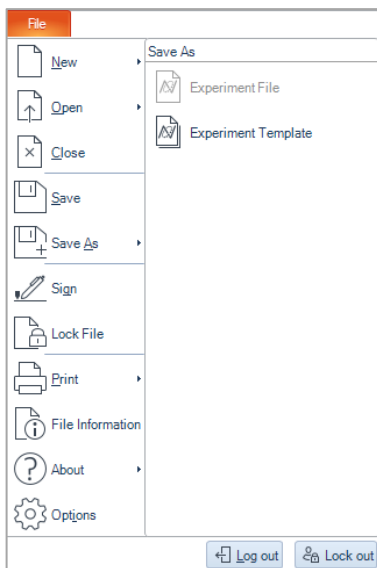 File
New
Open
Close
Save
Save As
Sign
Lock File
Print
File Information
About
Options
Save As
Experiment File
Experiment Template
Log out
Lock out